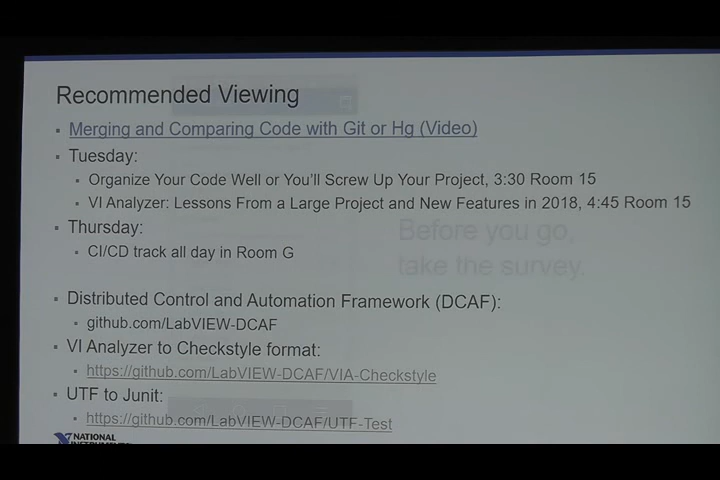 Recommended Viewing
▪ Merging and Comparing Code with Git or Hg (Video)
▪ Tuesday:
▪ Organize Your Code Well or You'll Screw Up Your Project, 3:30 Room 15
▪ VI Analyzer: Lessons From a Large Project and New Features in 2018, 4:45 Room 15
▪ Thursday:
▪ CI/CD track all day in Room G
Before you go,
take the survey.
▪ Distributed Control and Automation Framework (DCAF):
▪ github.com/LabVIEW-DCAF
▪ VI Analyzer to Checkstyle format:
▪ https://github.com/LabVIEW-DCAF/VIA-Checkstyle
▪ UTF to Junit:
▪ https://github.com/LabVIEW-DCAF/UTF-Test
NATIONAL
INSTRUMENTS